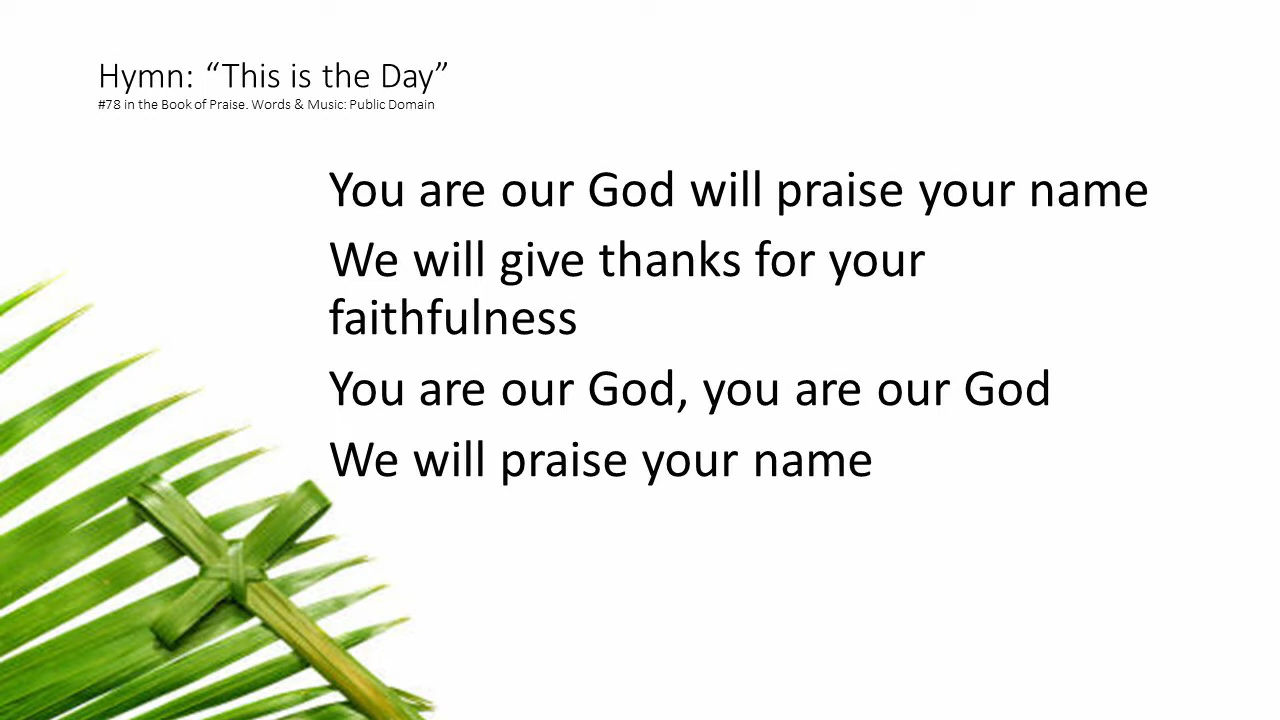 Hymn: “This is the Day”
#78 in the Book of Praise. Words & Music: Public Domain
You are our God will praise your name
We will give thanks for your
faithfulness
You are our God, you are our God
We will praise your name